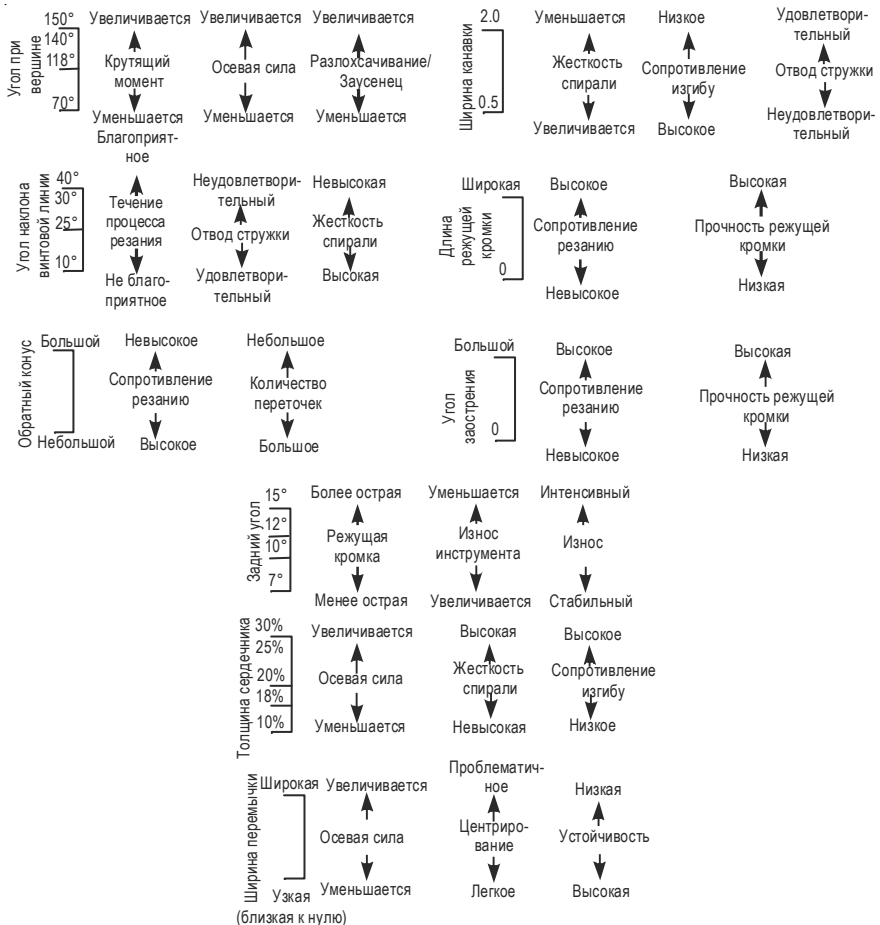 Угол при вершине
150°
140°
118°
70°
Увеличивается
Крутящий
момент
Уменьшается
Увеличивается
Осевая сила
Уменьшается
Увеличивается
Разлохсачивание/
Заусенец
Уменьшается
Ширина канавки
2.0
0.5
Уменьшается
Жесткость
спирали
Увеличивается
Низкое
Сопротивление
изгибу
Высокое
Удовлетвори-
тельный
Отвод стружки
Неудовлетвори-
тельный
Угол наклона
винтовой линии
40°
30°
25°
10°
Благоприят-
ное
Течение
процесса
резания
Не благо-
приятное
Неудовлетвори-
тельный
Отвод стружки
Удовлетвори-
тельный
Невысокая
Жесткость
спирали
Высокая
Длина
режущей
кромки
Широкая
0
Высокое
Сопротивление
резанию
Невысокое
Высокая
Прочность режущей
кромки
Низкая
Обратный конус
Большой
Небольшой
Невысокое
Сопротивление
резанию
Высокое
Небольшое
Количество
переточек
Большое
Угол
заострения
Большой
0
Высокое
Сопротивление
резанию
Невысокое
Высокая
Прочность режущей
кромки
Низкая
Задний угол
15°
12°
10°
7°
Более острая
Режущая
кромка
Менее острая
Уменьшается
Износ
инструмента
Увеличивается
Интенсивный
Износ
Стабильный
Толщина сердечника
30%
25%
20%
18%
10%
Увеличивается
Осевая сила
Уменьшается
Высокая
Жесткость
спирали
Невысокая
Высокое
Сопротивление
изгибу
Низкое
Ширина перемычки
Широкая
Узкая
(близкая к нулю)
Увеличивается
Осевая сила
Уменьшается
Проблематич-
ное
Центриро-
вание
Легкое
Низкая
Устойчивость
Высокая